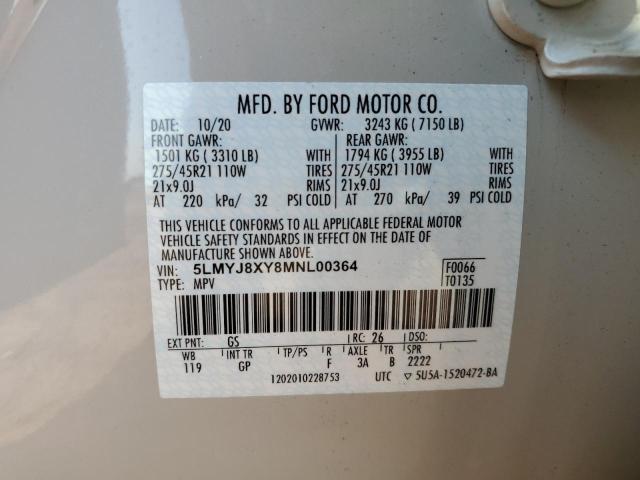 MFD. BY FORD MOTOR CO.
DATE: 10/20 GVWR: 3243 KG ( 7150 LB)
FRONT GAWR: REAR GAWR:
1501 KG ( 3310 LB) WITH 1794 KG ( 3955 LB) WITH
275/45R21 110W TIRES 275/45R21 110W TIRES
21x9.0J RIMS 21x9.0J RIMS
AT 220 kPa/ 32 PSI COLD AT 270 kPa/ 39 PSI COLD
THIS VEHICLE CONFORMS TO ALL APPLICABLE FEDERAL MOTOR
VEHICLE SAFETY STANDARDS IN EFFECT ON THE DATE OF
MANUFACTURE SHOWN ABOVE.
VIN: 5LMYJ8XY8MNL00364 F0066
TYPE: MPV T0135
EXT PNT: GS RC: 26 DSO:
WB INT TR TP/PS R AXLE TR SPR
119 GP F 3A B 2222
1202010228753 UTC ▽ 5U5A-1520472-BA